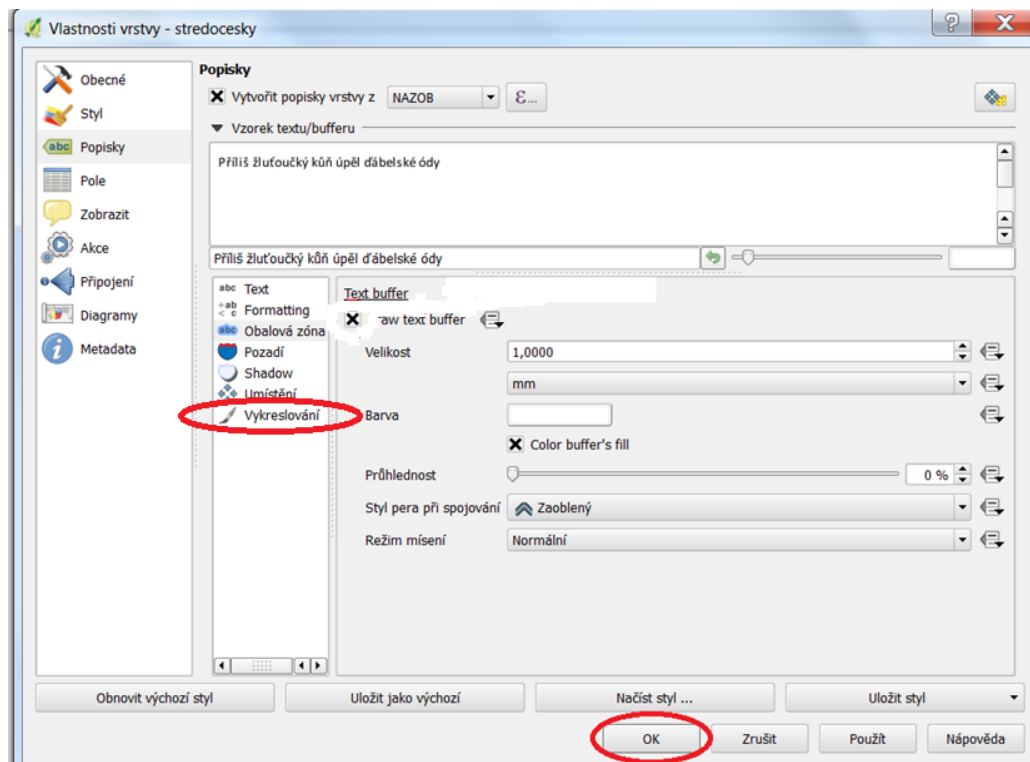 Vlastnosti vrstvy - stredocesky
Obecné
Styl
Popisky
Pole
Zobrazit
Akce
Připojení
Diagramy
Metadata
Popisky
Vytvořit popisky vrstvy z NAZOB ε...
Vzorek textu/bufferu
Příliš žluťoučký kůň úpěl ďábelské ódy
Příliš žluťoučký kůň úpěl ďábelské ódy
abc Text
Formatting
abc Obalová zóna
Pozadí
Shadow
Umístění
Vykreslování
Text buffer
raw text buffer
Velikost 1,0000
mm
Barva
Color buffer's fill
Průhlednost 0 %
Styl pera při spojování Zaoblený
Režim mísení Normální
Obnovit výchozí styl Uložit jako výchozí Načíst styl ... Uložit styl
OK Zrušit Použít Nápověda